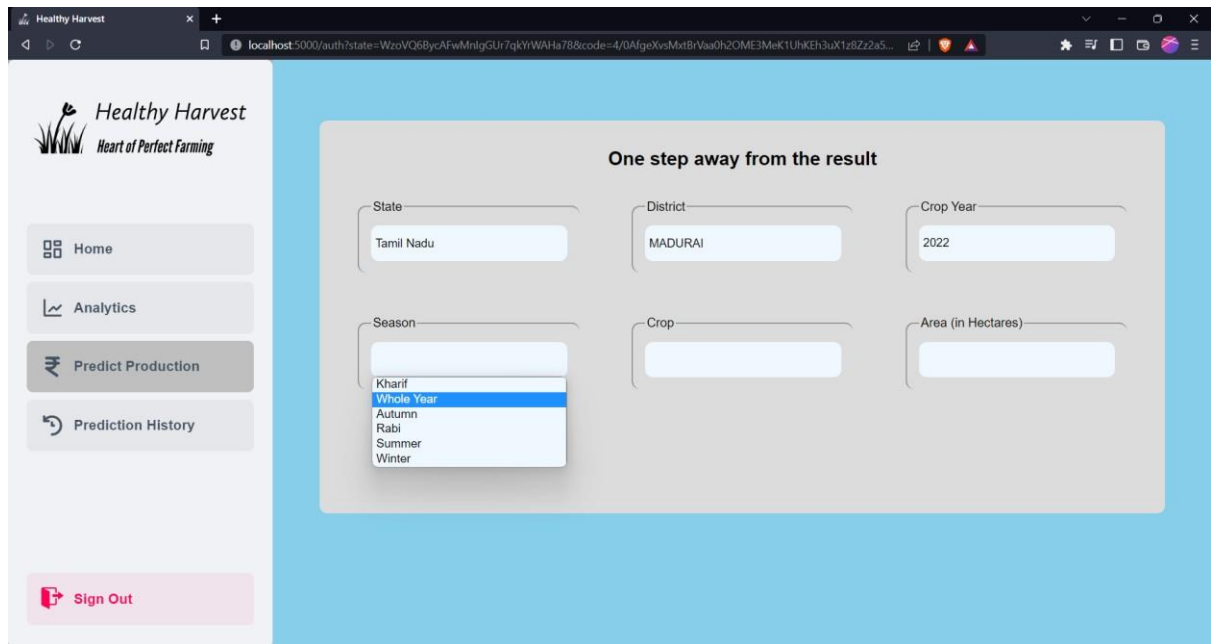 Healthy Harvest
localhost:5000/auth?state=WzoVQ6BycAFwMnIgGUr7qkYrWAHa78&code=4/0AfgeXvsMxtBrVaa0h2OME3MeK1UhKEh3uX1z8Zz2a5...
Healthy Harvest
Heart of Perfect Farming
Home
Analytics
Predict Production
Prediction History
Sign Out
One step away from the result
State District Crop Year
Tamil Nadu MADURAI 2022
Season Crop Area (in Hectares)
Kharif
Whole Year
Autumn
Rabi
Summer
Winter